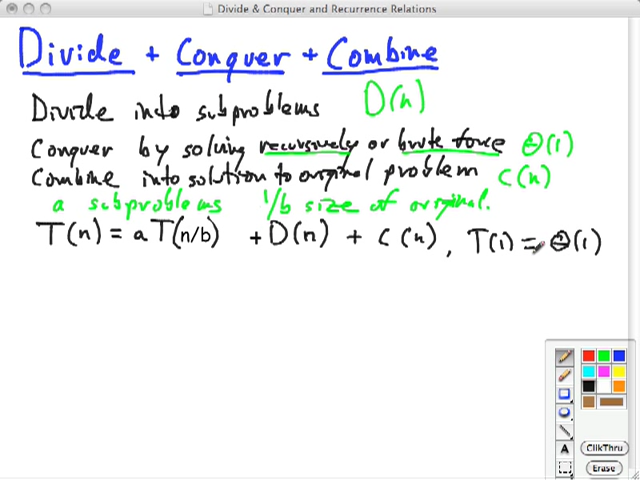 Divide & Conquer and Recurrence Relations
Divide + Conquer + Combine
Divide into subproblems D(n)
Conquer by solving recursively or brute force Θ(1)
Combine into solution to original problem C(n)
a subproblems 1/b size of original.
T(n) = a T(n/b) + D(n) + C(n), T(1) = Θ(1)
A
ClikThru
Erase